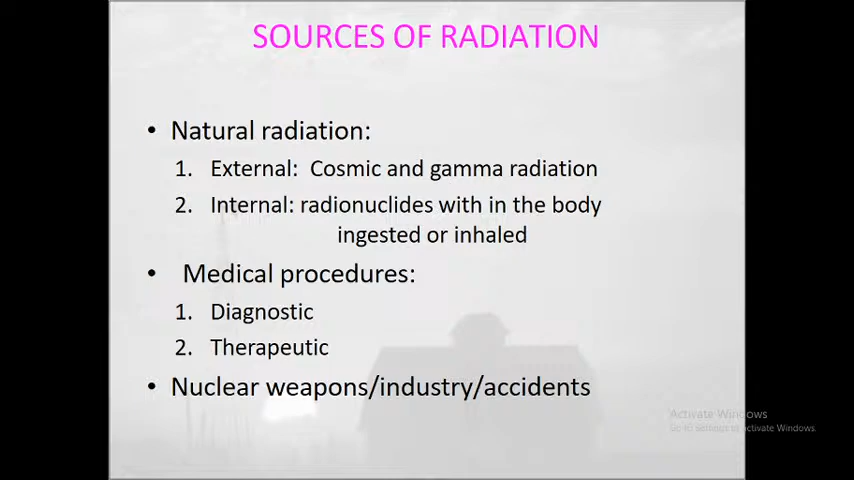 SOURCES OF RADIATION
• Natural radiation:
1. External: Cosmic and gamma radiation
2. Internal: radionuclides with in the body
ingested or inhaled
• Medical procedures:
1. Diagnostic
2. Therapeutic
• Nuclear weapons/industry/accidents
Activate Windows
Go to Settings to activate Windows.